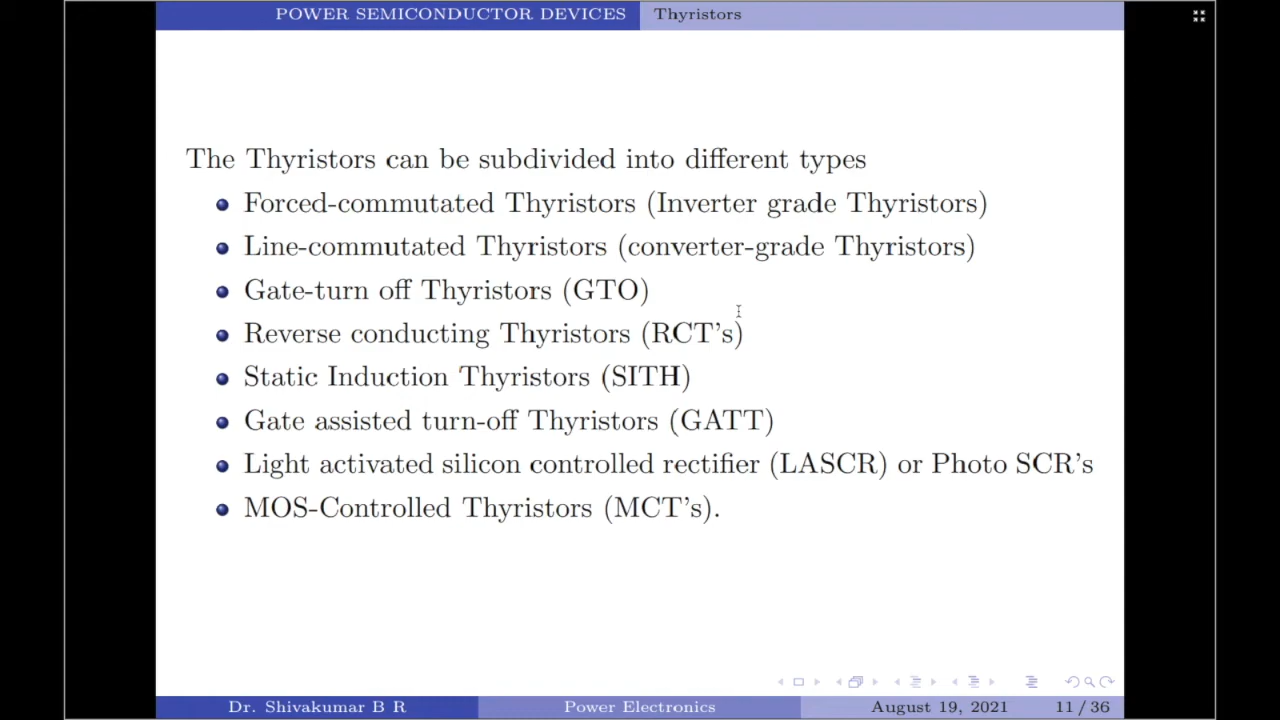 POWER SEMICONDUCTOR DEVICES Thyristors
The Thyristors can be subdivided into different types
Forced-commutated Thyristors (Inverter grade Thyristors)
Line-commutated Thyristors (converter-grade Thyristors)
Gate-turn off Thyristors (GTO)
Reverse conducting Thyristors (RCT's)
Static Induction Thyristors (SITH)
Gate assisted turn-off Thyristors (GATT)
Light activated silicon controlled rectifier (LASCR) or Photo SCR's
MOS-Controlled Thyristors (MCT's).
Dr. Shivakumar B R Power Electronics August 19, 2021 11 / 36